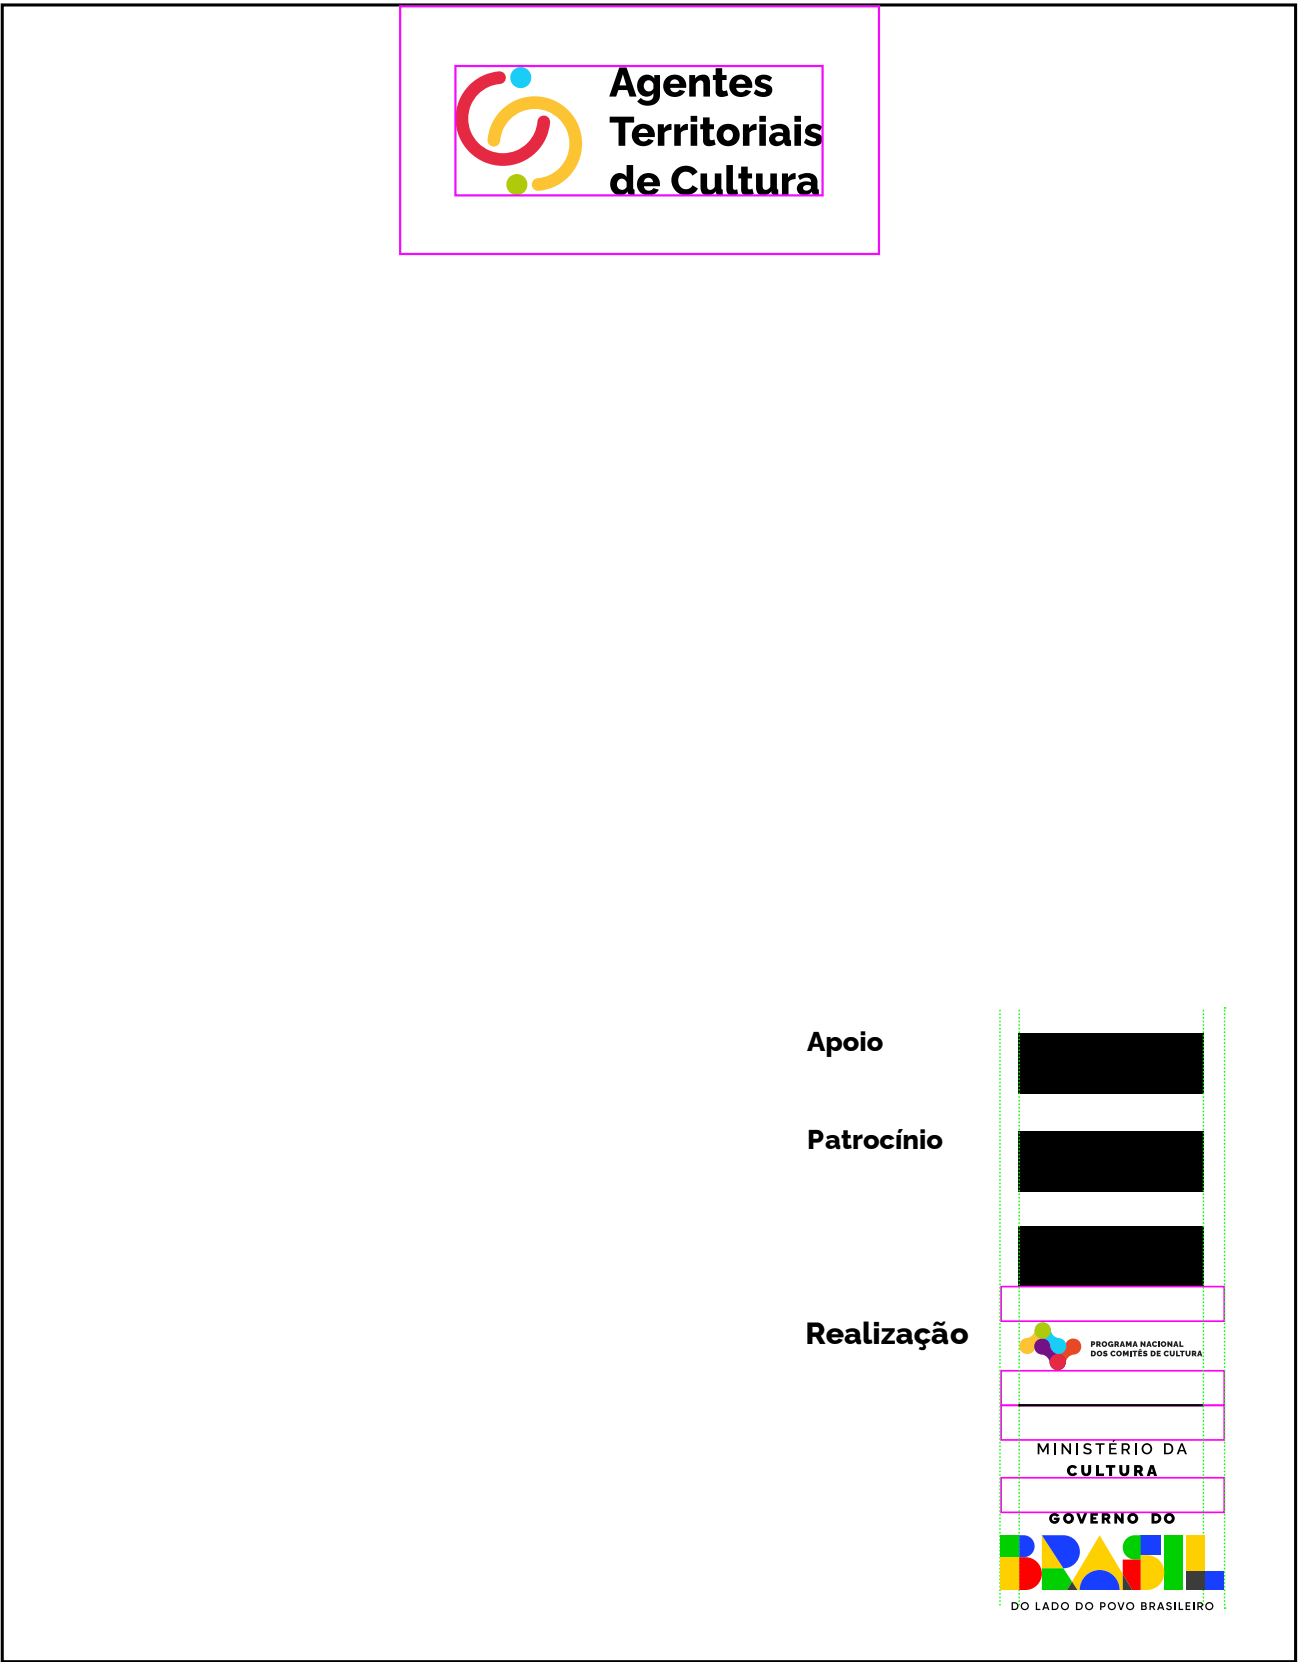 Agentes
Territoriais
de Cultura
Apoio
Patrocínio
Realização
PROGRAMA NACIONAL
DOS COMITÊS DE CULTURA
MINISTÉRIO DA
CULTURA
GOVERNO DO
BRASIL
DO LADO DO POVO BRASILEIRO